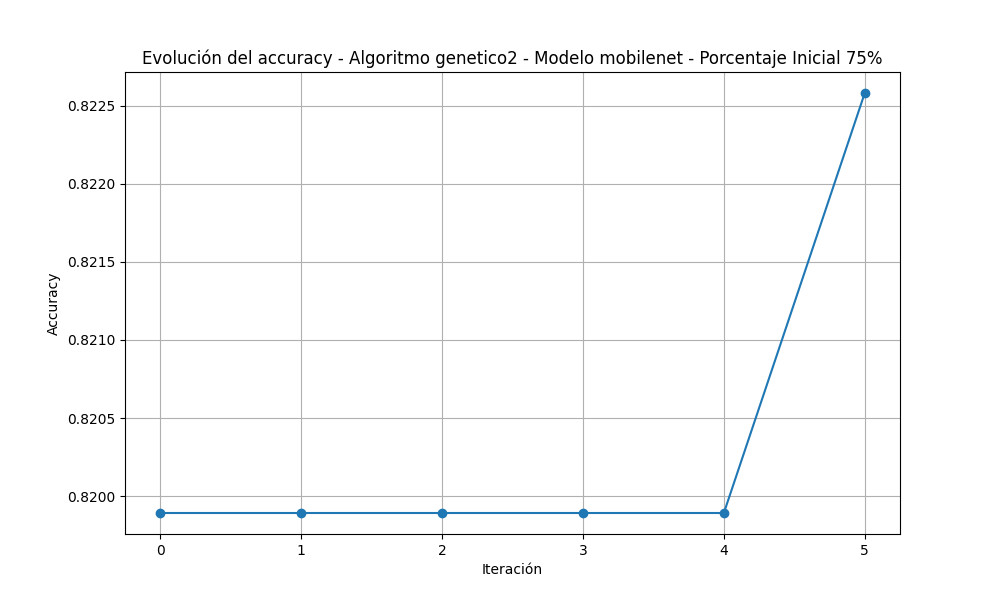 Evolución del accuracy - Algoritmo genetico2 - Modelo mobilenet - Porcentaje Inicial 75%
0.8225
0.8220
0.8215
0.8210
0.8205
0.8200
Accuracy
0 1 2 3 4 5
Iteración